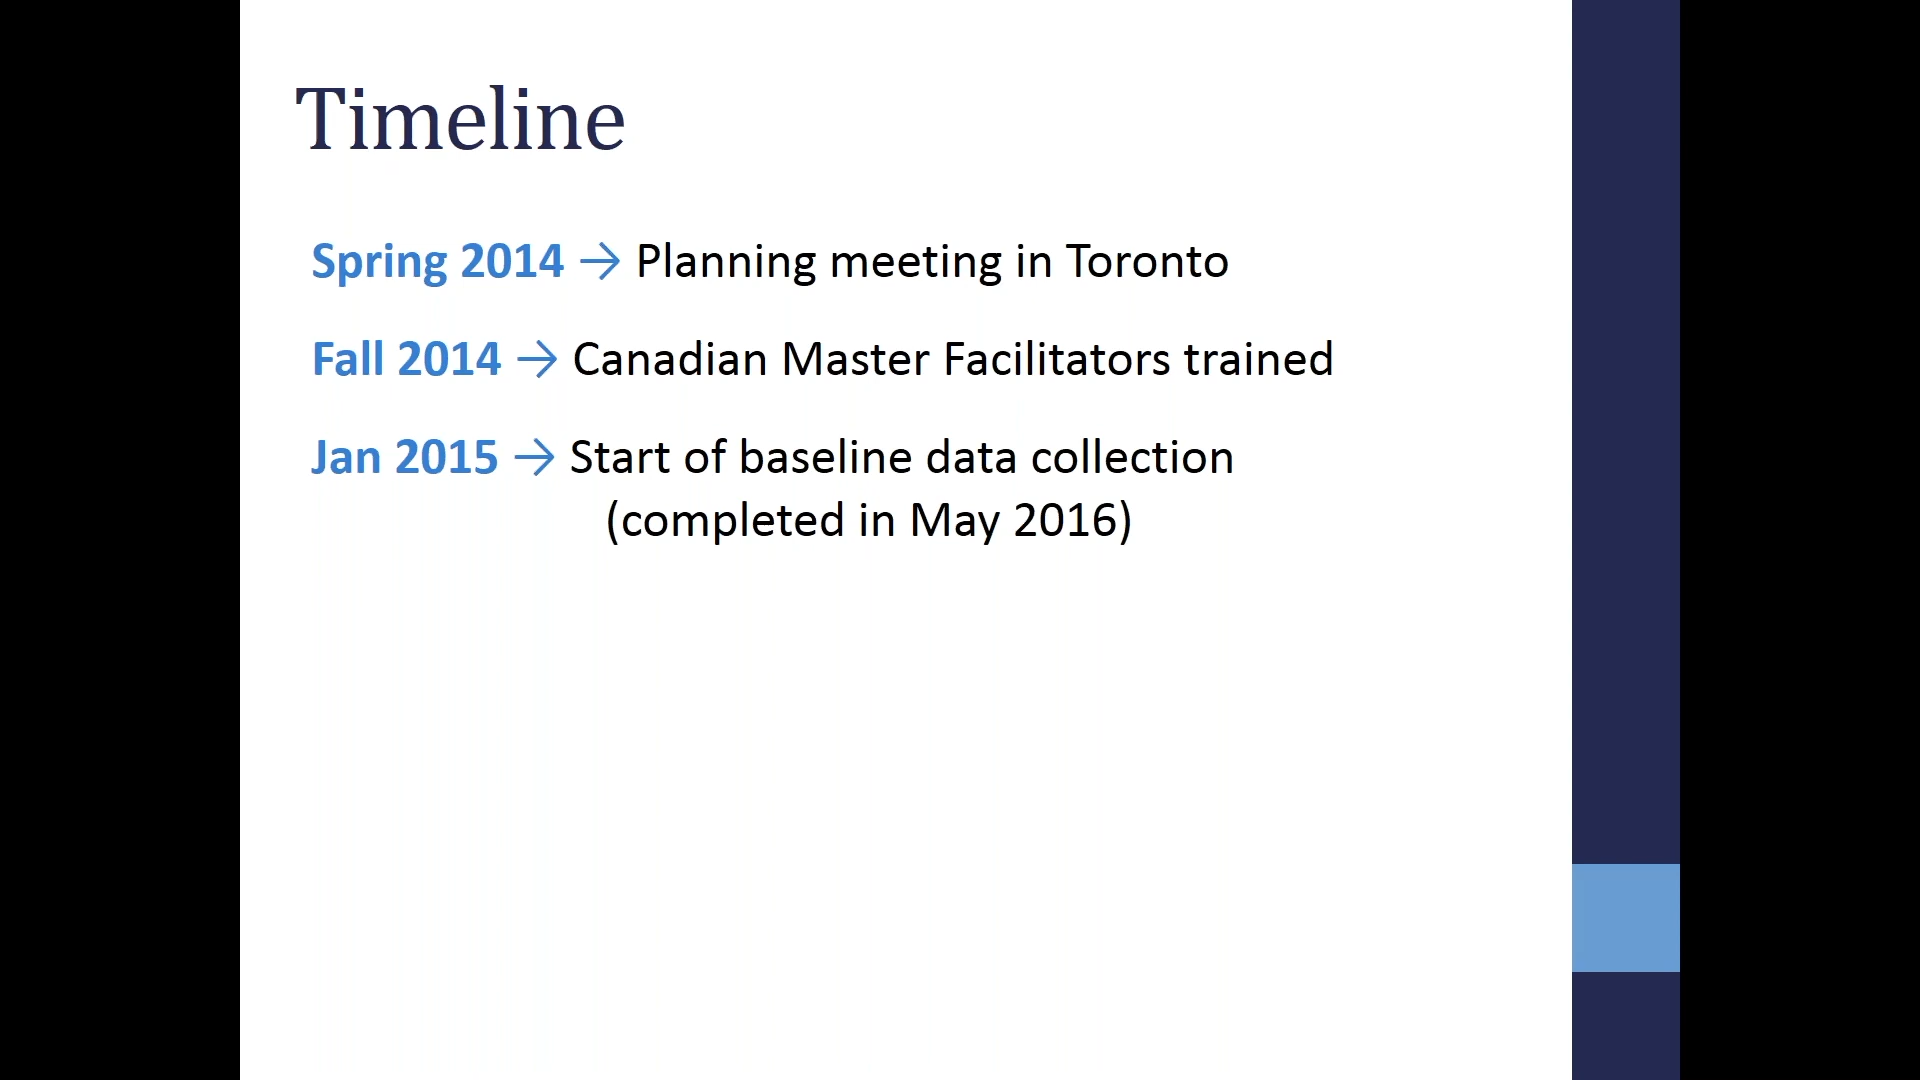 Timeline
Spring 2014 → Planning meeting in Toronto
Fall 2014 → Canadian Master Facilitators trained
Jan 2015 → Start of baseline data collection
(completed in May 2016)